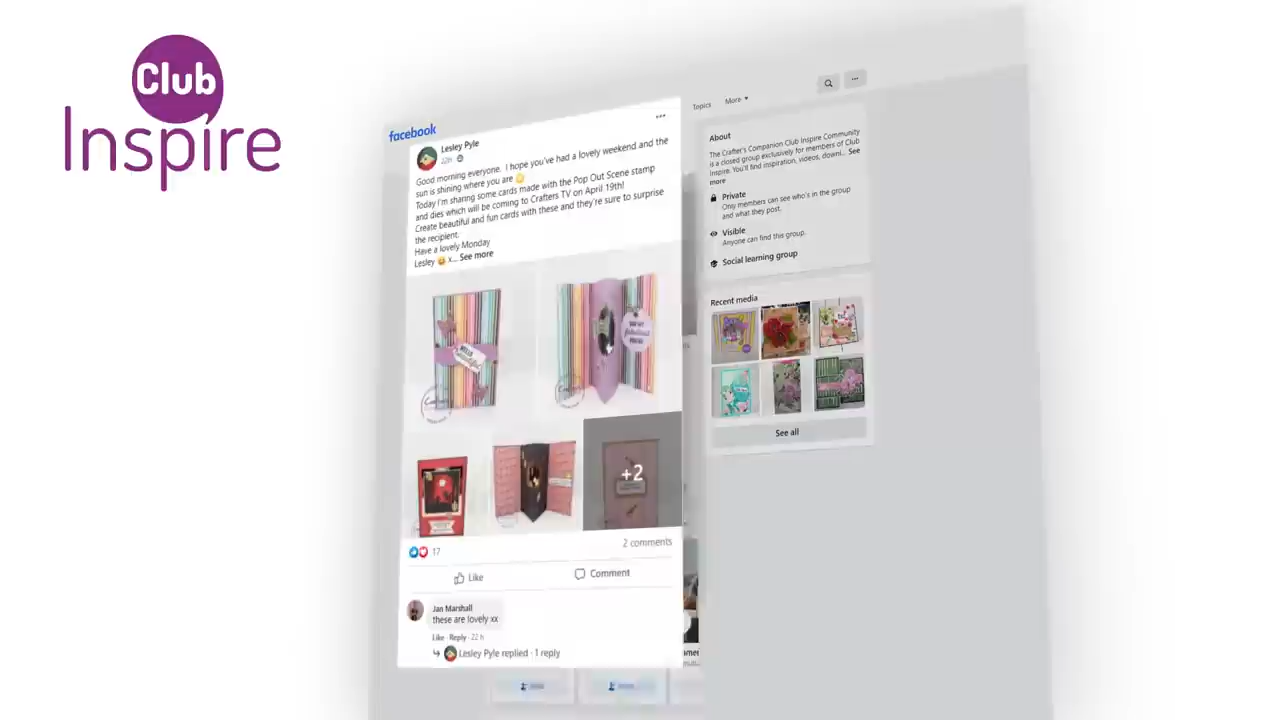 Club
Inspire
facebook
Lesley Pyle
22h
Good morning everyone. I hope you've had a lovely weekend and the
sun is shining where you are
Today I'm sharing some cards made with the Pop Out Scene stamp
and dies which will be coming to Crafters TV on April 19th!
Create beautiful and fun cards with these and they're sure to surprise
the recipient.
Have a lovely Monday
Lesley 😀 x... See more
HELLO
beautiful
YOU ARE
fabulous
+2
17
2 comments
Like
Comment
Jan Marshall
these are lovely xx
Like · Reply · 22 h
Lesley Pyle replied · 1 reply
Topics
More
About
The Crafter's Companion Club Inspire Community
is a closed group exclusively for members of Club
Inspire. You'll find inspiration, videos, downl... See
more
Private
Only members can see who's in the group
and what they post.
Visible
Anyone can find this group.
Social learning group
Recent media
See all